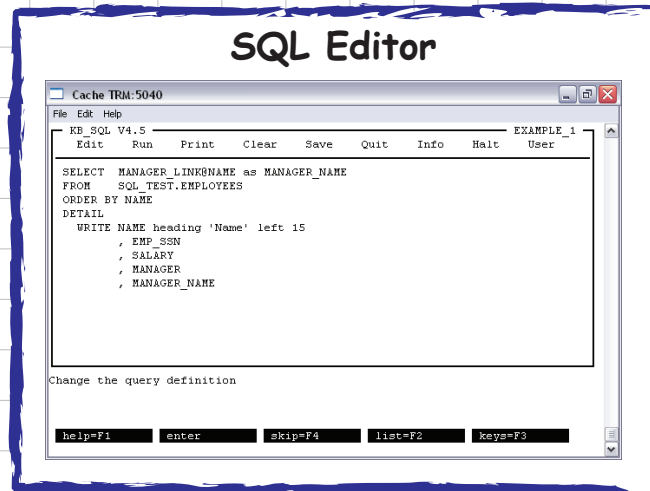 SQL Editor
Cache TRM:5040
File Edit Help
KB_SQL V4.5 EXAMPLE_1
Edit Run Print Clear Save Quit Info Halt User
SELECT MANAGER_LINK@NAME as MANAGER_NAME
FROM SQL_TEST.EMPLOYEES
ORDER BY NAME
DETAIL
WRITE NAME heading 'Name' left 15
, EMP_SSN
, SALARY
, MANAGER
, MANAGER_NAME
Change the query definition
help=F1 enter skip=F4 list=F2 keys=F3